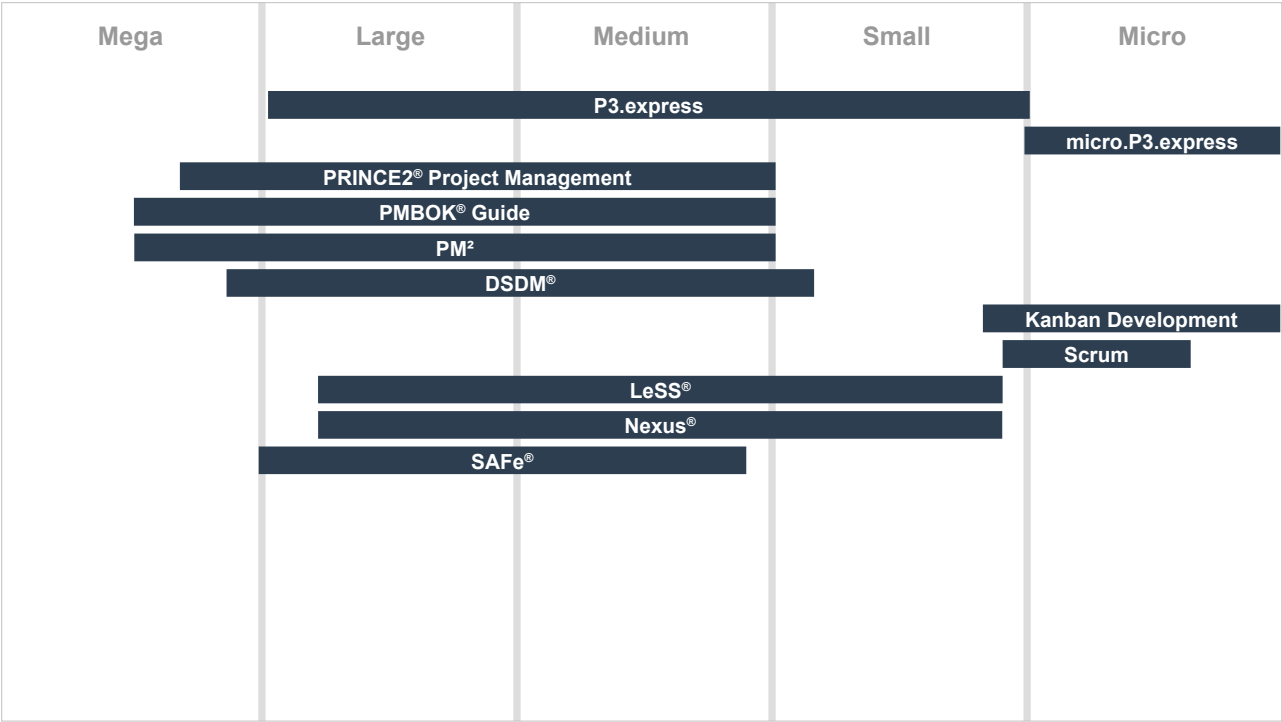 Mega Large Medium Small Micro
P3.express
micro.P3.express
PRINCE2® Project Management
PMBOK® Guide
PM²
DSDM®
Kanban Development
Scrum
LeSS®
Nexus®
SAFe®